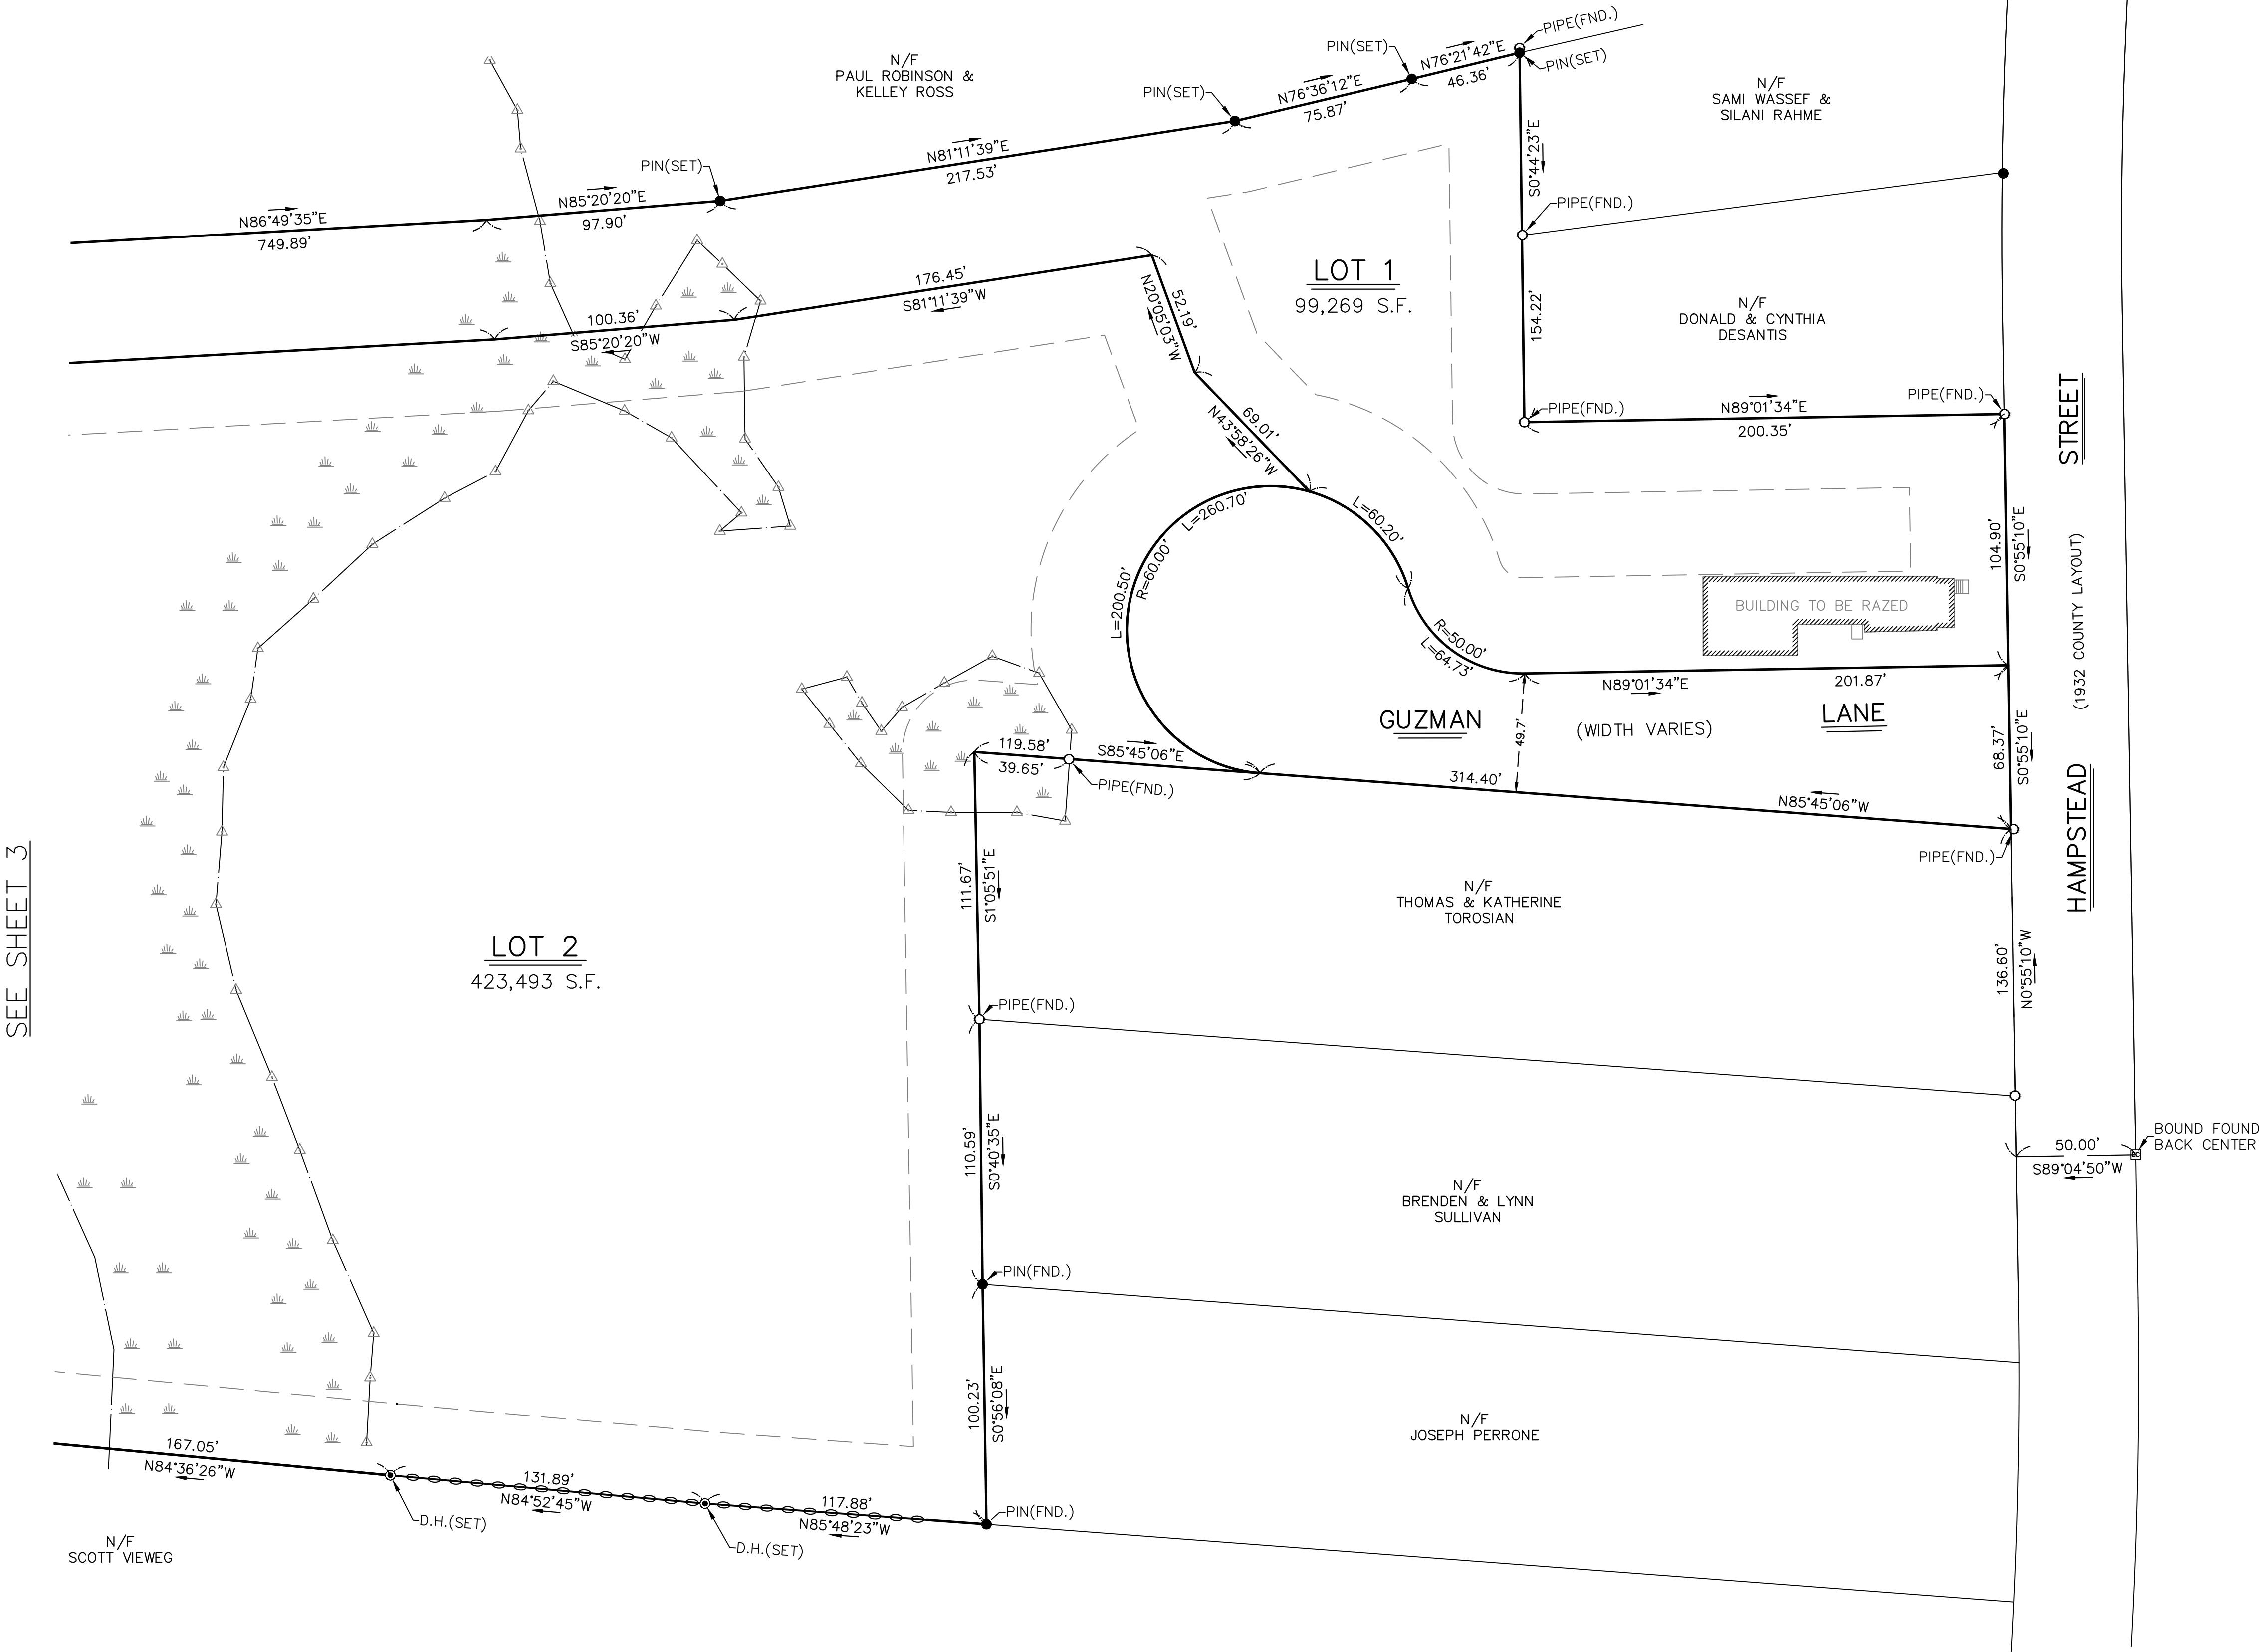 PIPE(FND.)
N/F
PAUL ROBINSON &
KELLEY ROSS
PIN(SET)
N76°21'42"E
46.36'
PIN(SET)
PIN(SET)
N76°36'12"E
75.87'
N/F
SAMI WASSEF &
SILANI RAHME
PIN(SET)
N81°11'39"E
217.53'
S0°44'23"E
N85°20'20"E
97.90'
PIPE(FND.)
N86°49'35"E
749.89'
176.45'
S81°11'39"W
52.19'
N20°05'03"W
LOT 1
99,269 S.F.
154.22'
N/F
DONALD & CYNTHIA
DESANTIS
100.36'
S85°20'20"W
PIPE(FND.)
PIPE(FND.)
N89°01'34"E
200.35'
69.01'
N43°58'26"W
STREET
L=260.70'
L=60.20'
104.90'
S0°55'10"E
(1932 COUNTY LAYOUT)
R=60.00'
L=200.50'
BUILDING TO BE RAZED
R=50.00'
L=64.73'
N89°01'34"E
201.87'
GUZMAN
(WIDTH VARIES)
LANE
49.7'
68.37'
S0°55'10"E
119.58'
39.65'
S85°45'06"E
PIPE(FND.)
314.40'
N85°45'06"W
PIPE(FND.)
HAMPSTEAD
SEE SHEET 3
111.67'
S1°05'51"E
N/F
THOMAS & KATHERINE
TOROSIAN
LOT 2
423,493 S.F.
136.60'
N0°55'10"W
PIPE(FND.)
110.59'
S0°40'35"E
BOUND FOUND
BACK CENTER
50.00'
S89°04'50"W
N/F
BRENDEN & LYNN
SULLIVAN
PIN(FND.)
100.23'
S0°56'08"E
N/F
JOSEPH PERRONE
167.05'
N84°36'26"W
131.89'
N84°52'45"W
117.88'
N85°48'23"W
PIN(FND.)
D.H.(SET)
D.H.(SET)
N/F
SCOTT VIEWEG